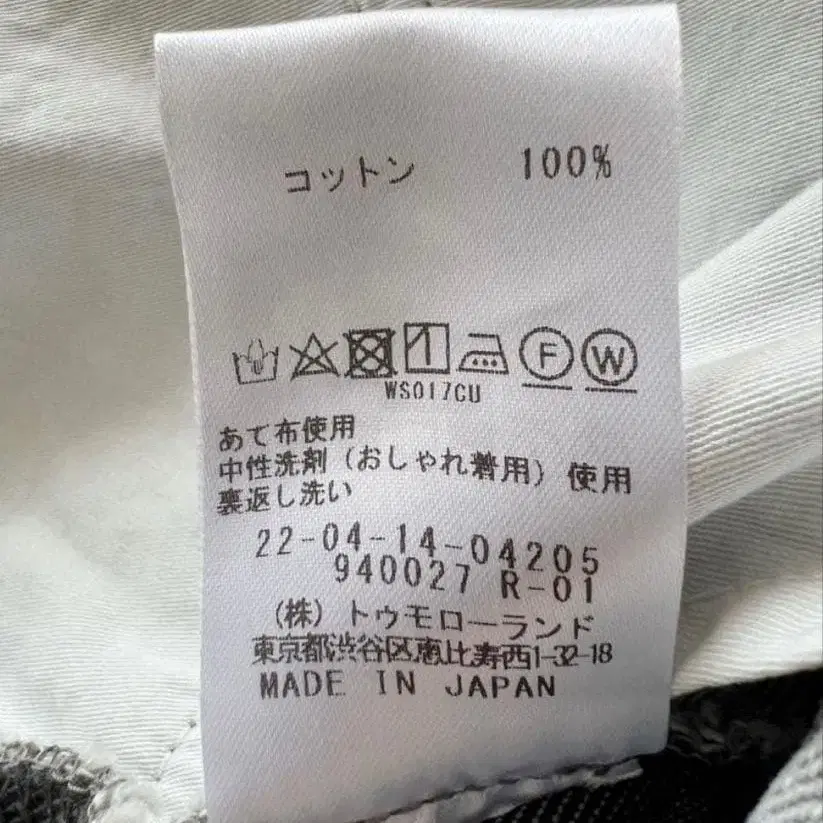 コットン 100%
F W
WS017CU
あて布使用
中性洗剤（おしゃれ着用）使用
裏返し洗い
22-04-14-04205
940027 R-01
（株）トゥモローランド
東京都渋谷区恵比寿西1-32-18
MADE IN JAPAN